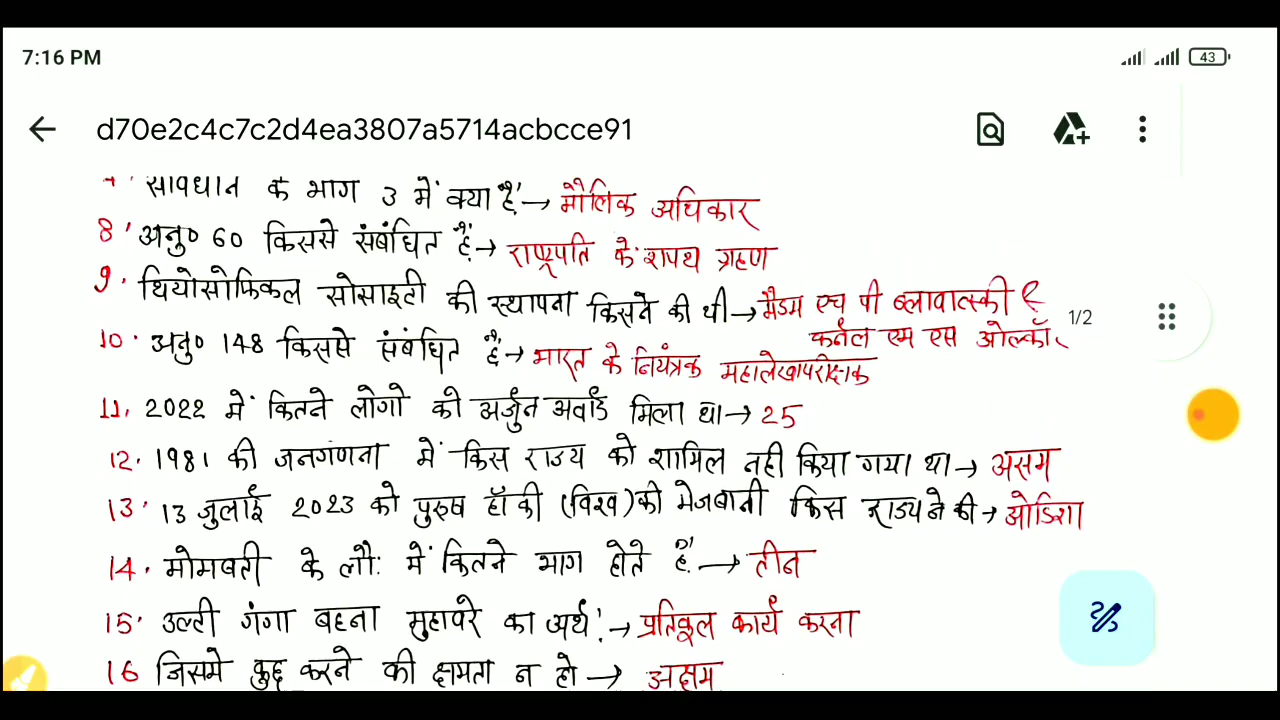 7:16 PM
43
d70e2c4c7c2d4ea3807a5714acbcce91
के भाग 3 में क्या हैं → मौलिक अधिकार
8. अनु० 60 किससे संबंधित हैं → राष्ट्रपति के शपथ ग्रहण
9. थियोसोफिकल सोसाइटी की स्थापना किसने की थी → मैडम एच पी ब्लावात्स्की
कर्नल एम एस
1/2
10. अनु० 148 किससे संबंधित हैं → भारत के नियंत्रक महालेखापरीक्षक
11. 2022 में कितने लोगो को अर्जुन अवार्ड मिला था → 25
12. 1981 की जनगणना में किस राज्य को शामिल नही किया गया था → असम
13. 13 जुलाई 2023 को पुरुष हॉकी (विश्व) की मेजबानी किस राज्य ने की → ओडिशा
14. मोमबती के लौ: में कितने भाग होते हैं. → तीन
15. उल्टी गंगा बहना मुहावरे का अर्थ: → प्रतिकूल कार्य करना
16 जिसमे कुछ करने की क्षमता न हो → अक्षम